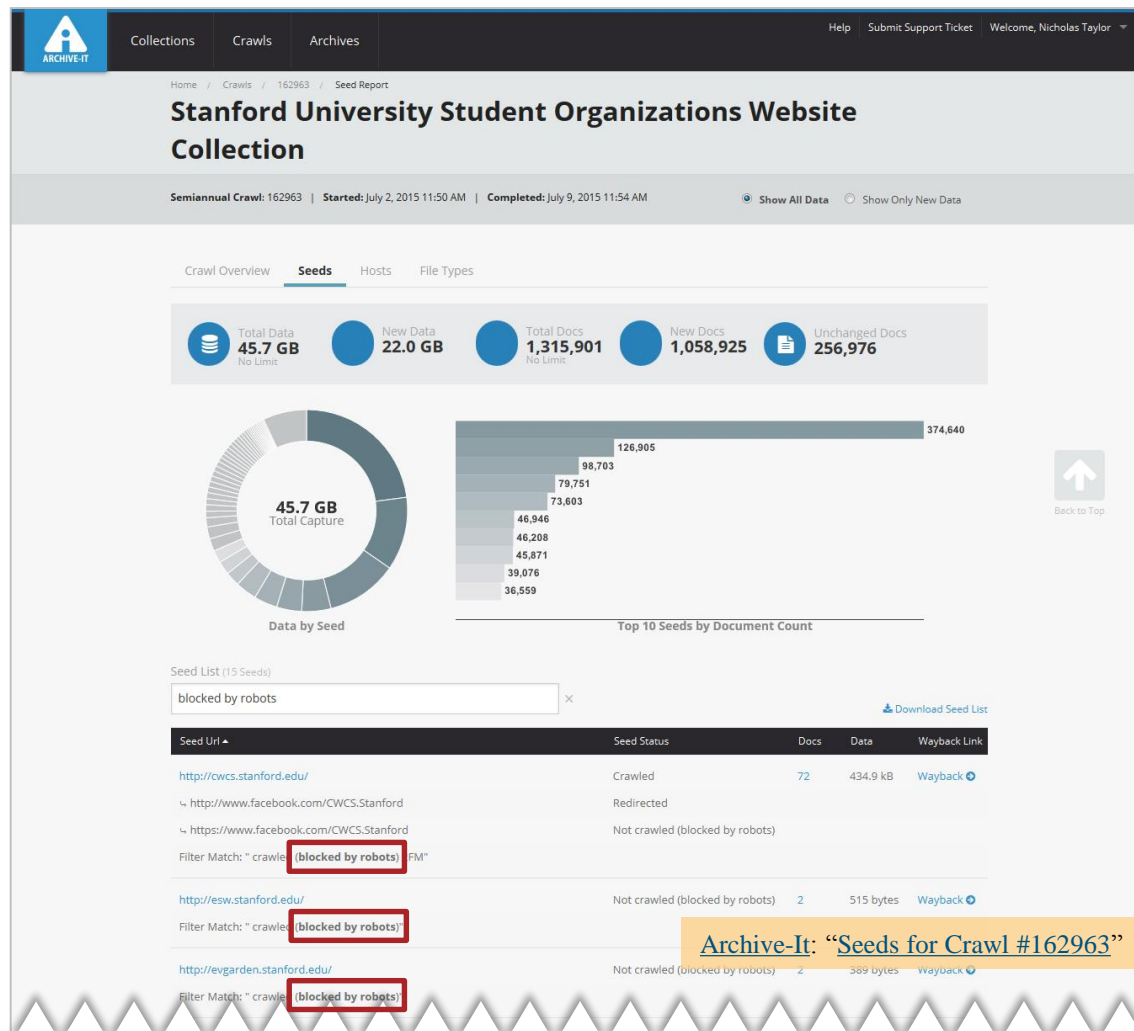 Help Submit Support Ticket Welcome, Nicholas Taylor
ARCHIVE-IT
Collections Crawls Archives
Home / Crawls / 162963 / Seed Report
Stanford University Student Organizations Website
Collection
Semiannual Crawl: 162963 | Started: July 2, 2015 11:50 AM | Completed: July 9, 2015 11:54 AM Show All Data Show Only New Data
Crawl Overview Seeds Hosts File Types
Total Data New Data Total Docs New Docs Unchanged Docs
45.7 GB 22.0 GB 1,315,901 1,058,925 256,976
No Limit No Limit
374,640
126,905
98,703
79,751
73,603
46,946
46,208
45,871
39,076
36,559
45.7 GB
Total Capture
Back to Top
Data by Seed Top 10 Seeds by Document Count
Seed List (15 Seeds)
blocked by robots ×
Download Seed List
Seed Url Seed Status Docs Data Wayback Link
http://cwcs.stanford.edu/ Crawled 72 434.9 kB Wayback
↳ http://www.facebook.com/CWCS.Stanford Redirected
↳ https://www.facebook.com/CWCS.Stanford Not crawled (blocked by robots)
Filter Match: " crawled (blocked by robots) FM"
http://esw.stanford.edu/ Not crawled (blocked by robots) 2 515 bytes Wayback
Filter Match: " crawled (blocked by robots)"
Archive-It: “Seeds for Crawl #162963”
http://evgarden.stanford.edu/ Not crawled (blocked by robots) 2 389 bytes Wayback
Filter Match: " crawled (blocked by robots)"